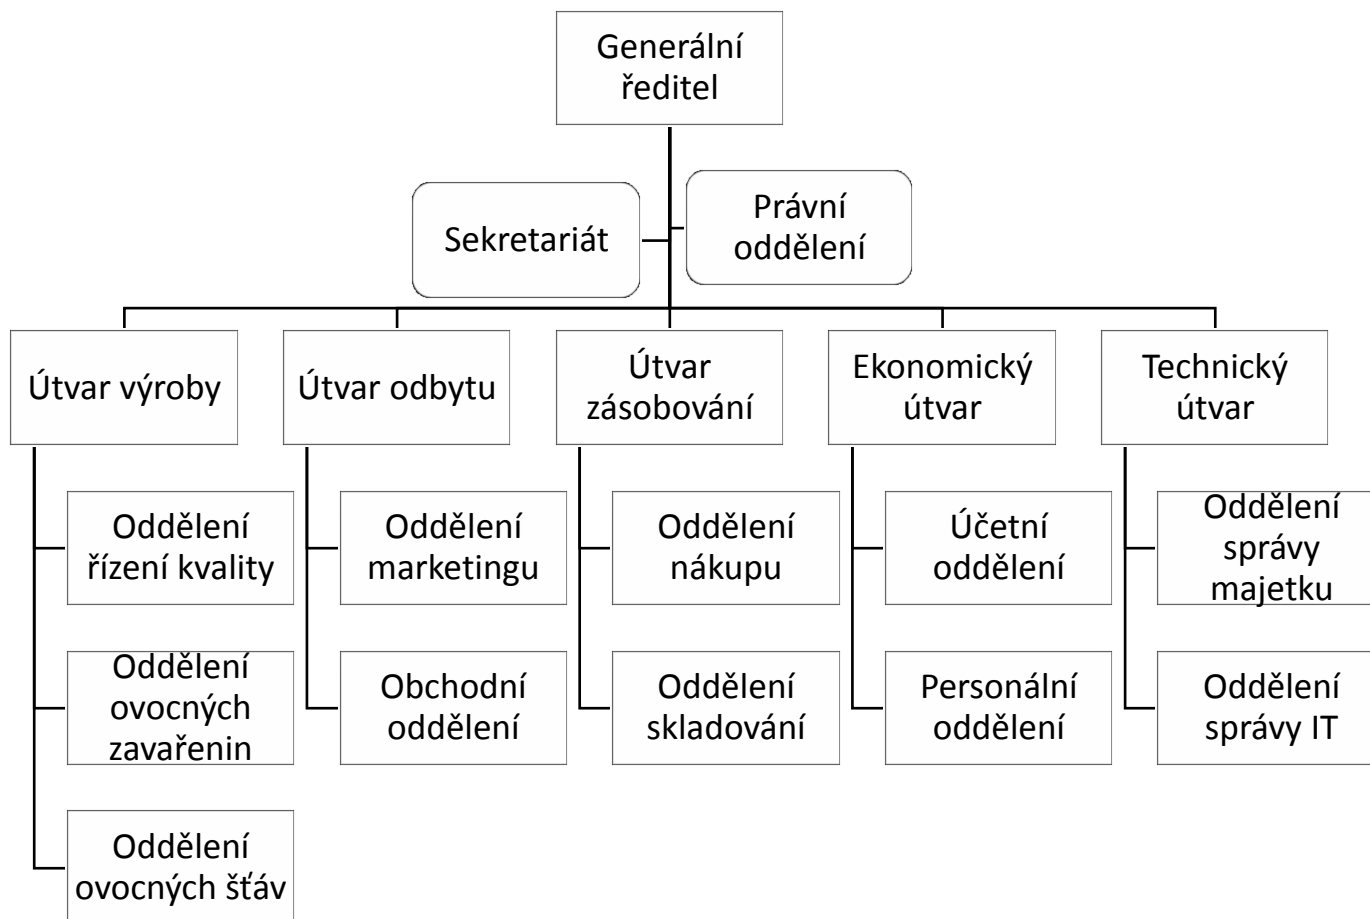 Generální
ředitel
Sekretariát
Právní
oddělení
Útvar výroby
Útvar odbytu
Útvar
zásobování
Ekonomický
útvar
Technický
útvar
Oddělení
řízení kvality
Oddělení
marketingu
Oddělení
nákupu
Účetní
oddělení
Oddělení
správy
majetku
Oddělení
ovocných
zavařenin
Obchodní
oddělení
Oddělení
skladování
Personální
oddělení
Oddělení
správy IT
Oddělení
ovocných šťáv